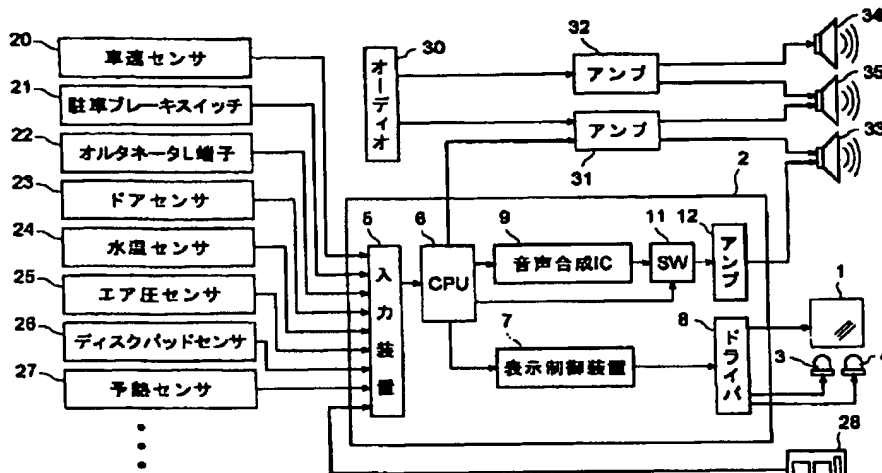 20
車速センサ
21
駐車ブレーキスイッチ
22
オルタネータL端子
23
ドアセンサ
24
水温センサ
25
エア圧センサ
26
ディスクパッドセンサ
27
予熱センサ
30
オーディオ
32
アンプ
アンプ
31
34
35
33
2
5
入力装置
6
CPU
9
音声合成IC
11
SW
12
アンプ
7
表示制御装置
8
ドライバ
1
3
28